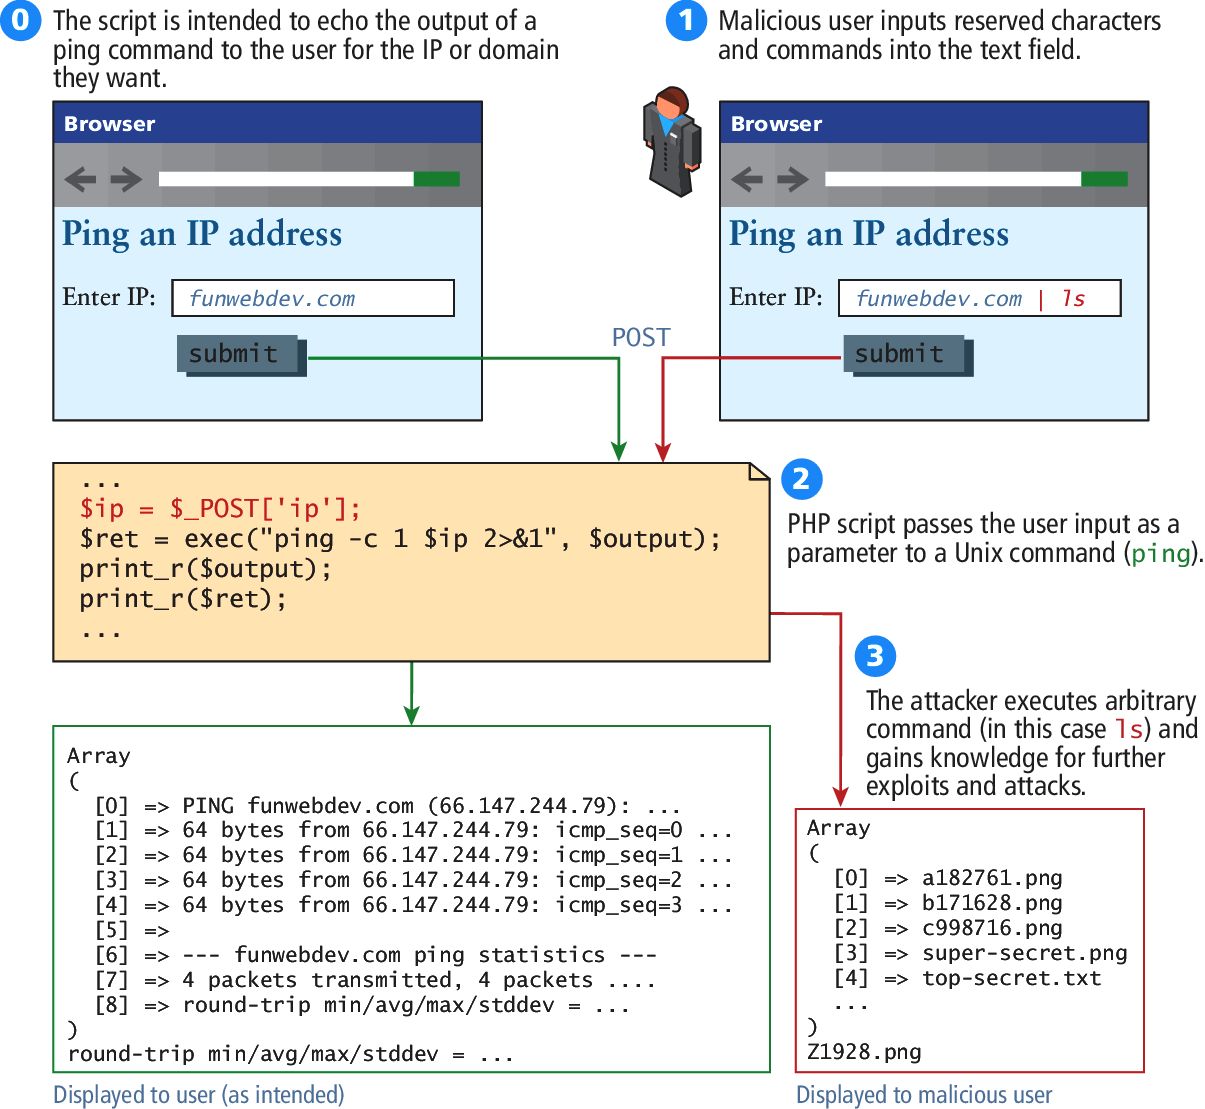 0 The script is intended to echo the output of a
ping command to the user for the IP or domain
they want.
Browser
Ping an IP address
Enter IP: funwebdev.com
submit
1 Malicious user inputs reserved characters
and commands into the text field.
Browser
Ping an IP address
Enter IP: funwebdev.com | ls
submit
POST
...
$ip = $_POST['ip'];
$ret = exec("ping -c 1 $ip 2>&1", $output);
print_r($output);
print_r($ret);
...
2
PHP script passes the user input as a
parameter to a Unix command (ping).
3
The attacker executes arbitrary
command (in this case ls) and
gains knowledge for further
exploits and attacks.
Array
(
[0] => PING funwebdev.com (66.147.244.79): ...
[1] => 64 bytes from 66.147.244.79: icmp_seq=0 ...
[2] => 64 bytes from 66.147.244.79: icmp_seq=1 ...
[3] => 64 bytes from 66.147.244.79: icmp_seq=2 ...
[4] => 64 bytes from 66.147.244.79: icmp_seq=3 ...
[5] =>
[6] => --- funwebdev.com ping statistics ---
[7] => 4 packets transmitted, 4 packets ....
[8] => round-trip min/avg/max/stddev = ...
)
round-trip min/avg/max/stddev = ...
Displayed to user (as intended)
Array
(
[0] => a182761.png
[1] => b171628.png
[2] => c998716.png
[3] => super-secret.png
[4] => top-secret.txt
...
)
Z1928.png
Displayed to malicious user